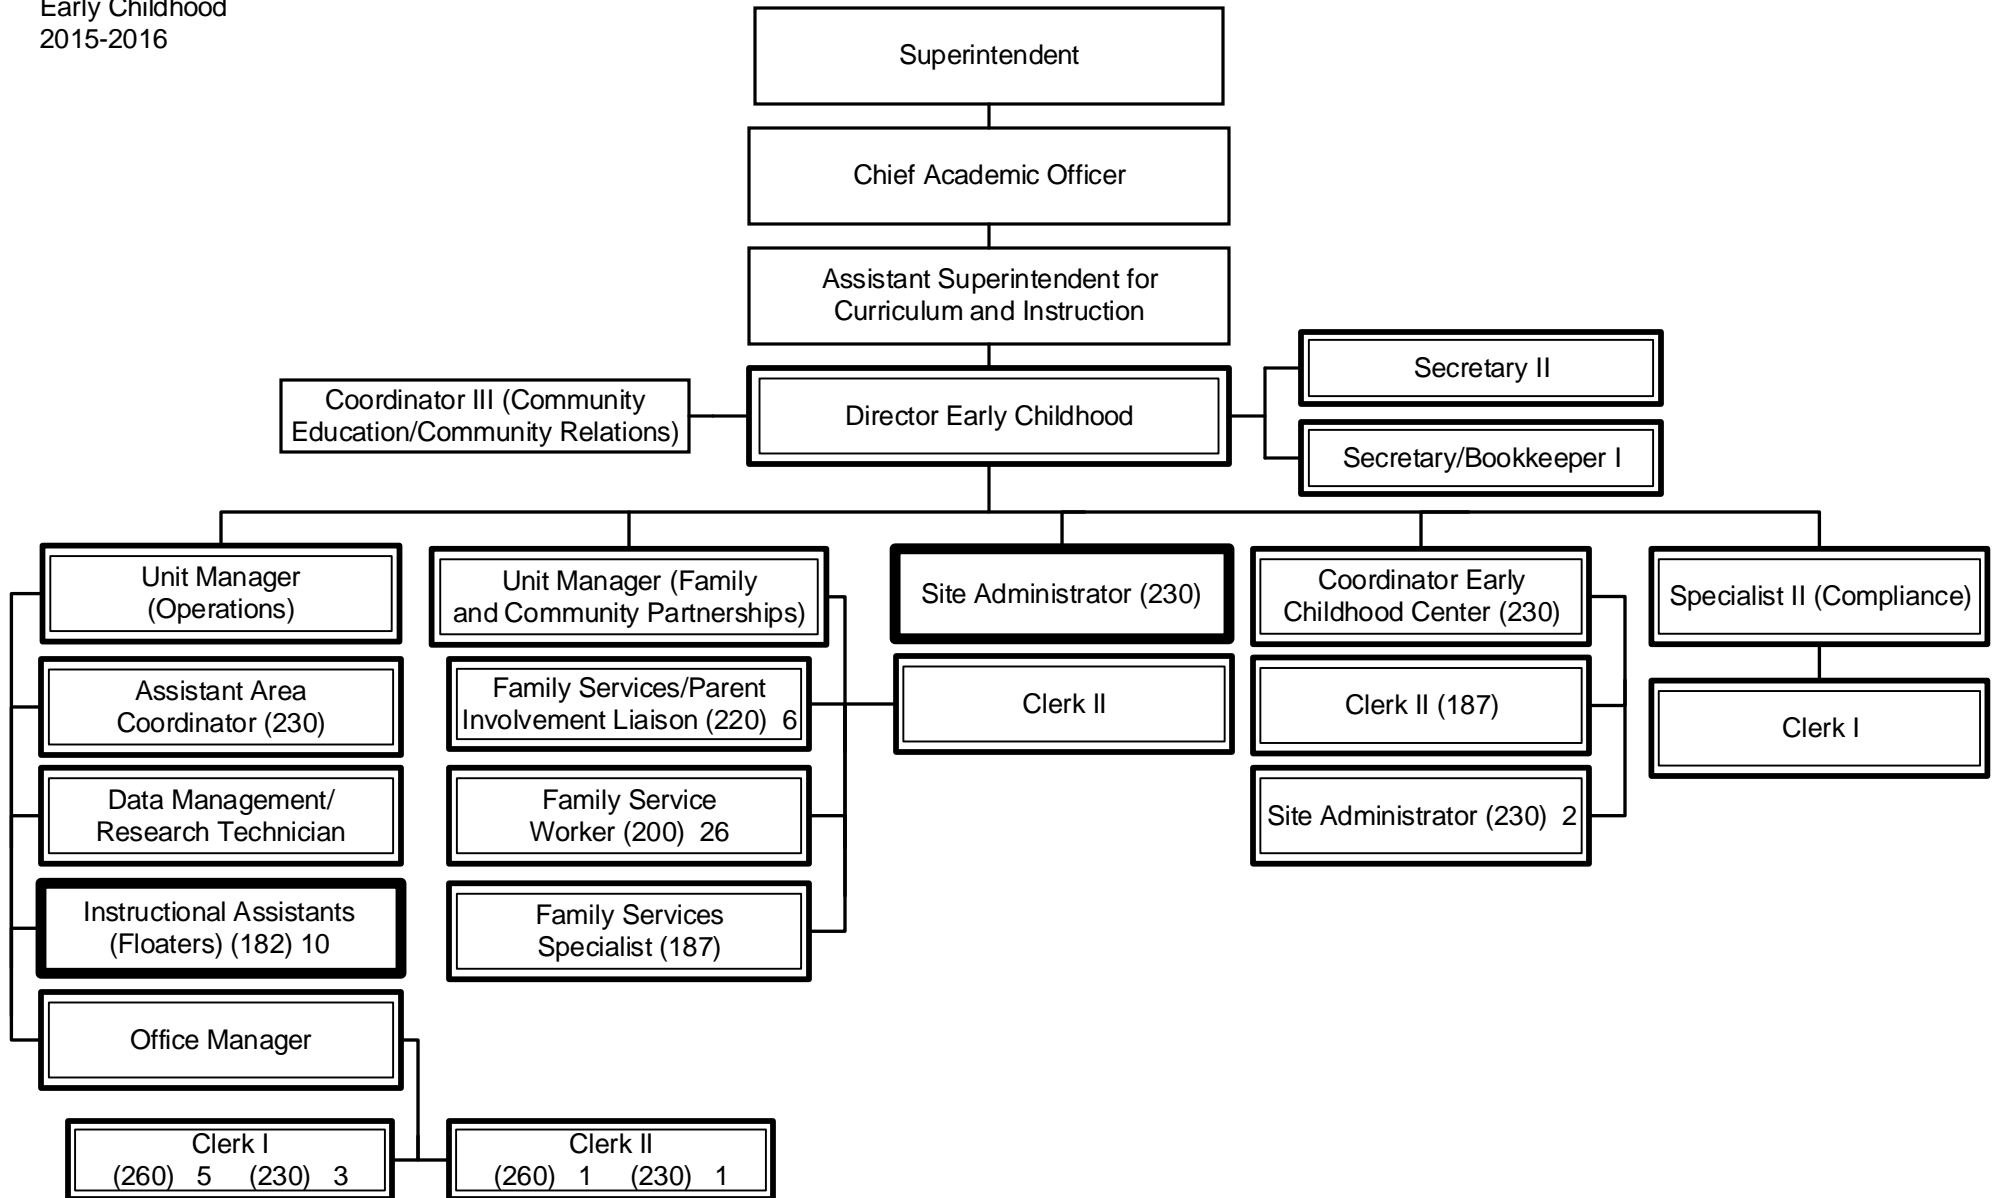 Early Childhood
2015-2016
Superintendent
Chief Academic Officer
Assistant Superintendent for
Curriculum and Instruction
Coordinator III (Community
Education/Community Relations)
Director Early Childhood
Secretary II
Secretary/Bookkeeper I
Unit Manager
(Operations)
Unit Manager (Family
and Community Partnerships)
Site Administrator (230)
Coordinator Early
Childhood Center (230)
Specialist II (Compliance)
Assistant Area
Coordinator (230)
Family Services/Parent
Involvement Liaison (220) 6
Clerk II
Clerk II (187)
Clerk I
Data Management/
Research Technician
Family Service
Worker (200) 26
Site Administrator (230) 2
Instructional Assistants
(Floaters) (182) 10
Family Services
Specialist (187)
Office Manager
Clerk I
(260) 5 (230) 3
Clerk II
(260) 1 (230) 1